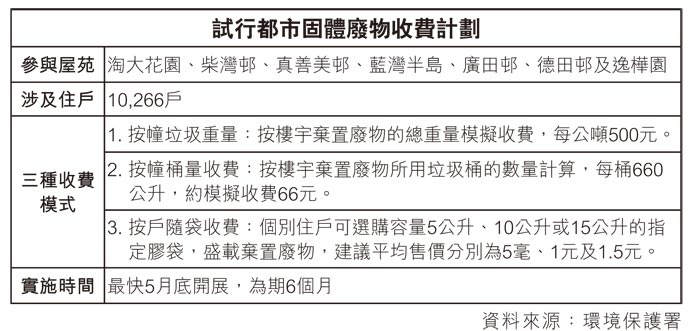 試行都市固體廢物收費計劃
參與屋苑 淘大花園、柴灣邨、真善美邨、藍灣半島、廣田邨、德田邨及逸樺園
涉及住戶 10,266戶
三種收費
模式
1. 按幢垃圾重量：按樓宇棄置廢物的總重量模擬收費，每公噸500元。
2. 按幢桶量收費：按樓宇棄置廢物所用垃圾桶的數量計算，每桶660
公升，約模擬收費66元。
3. 按戶隨袋收費：個別住戶可選購容量5公升、10公升或15公升的指
定膠袋，盛載棄置廢物，建議平均售價分別為5毫、1元及1.5元。
實施時間 最快5月底開展，為期6個月
資料來源：環境保護署